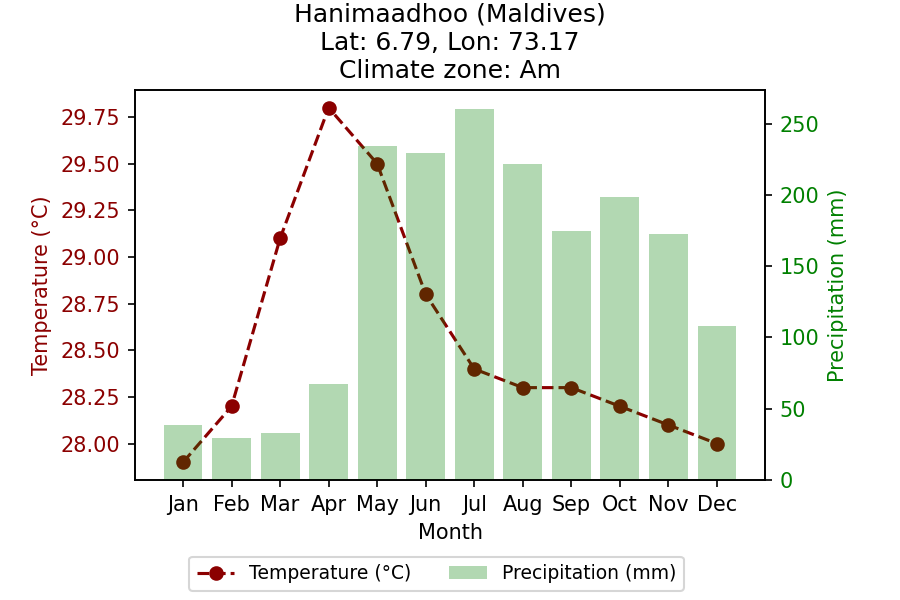 Hanimaadhoo (Maldives)
Lat: 6.79, Lon: 73.17
Climate zone: Am
Temperature (°C)
29.75
29.50
29.25
29.00
28.75
28.50
28.25
28.00
250
200
150
100
50
0
Precipitation (mm)
Jan Feb Mar Apr May Jun Jul Aug Sep Oct Nov Dec
Month
Temperature (°C) Precipitation (mm)